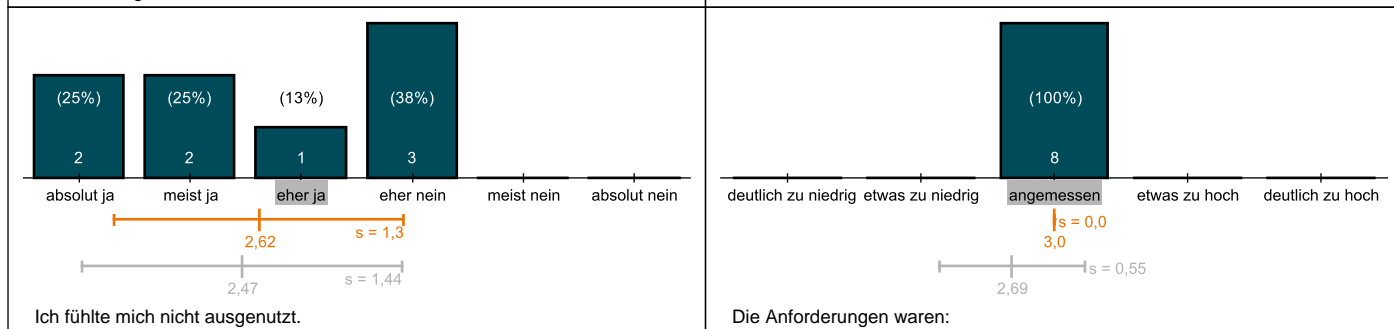 (25%) (25%) (13%) (38%)
2 2 1 3
absolut ja meist ja eher ja eher nein meist nein absolut nein
s = 1,3
2,62
s = 1,44
2,47
Ich fühlte mich nicht ausgenutzt.
(100%)
8
deutlich zu niedrig etwas zu niedrig angemessen etwas zu hoch deutlich zu hoch
s = 0,0
3,0
s = 0,55
2,69
Die Anforderungen waren: